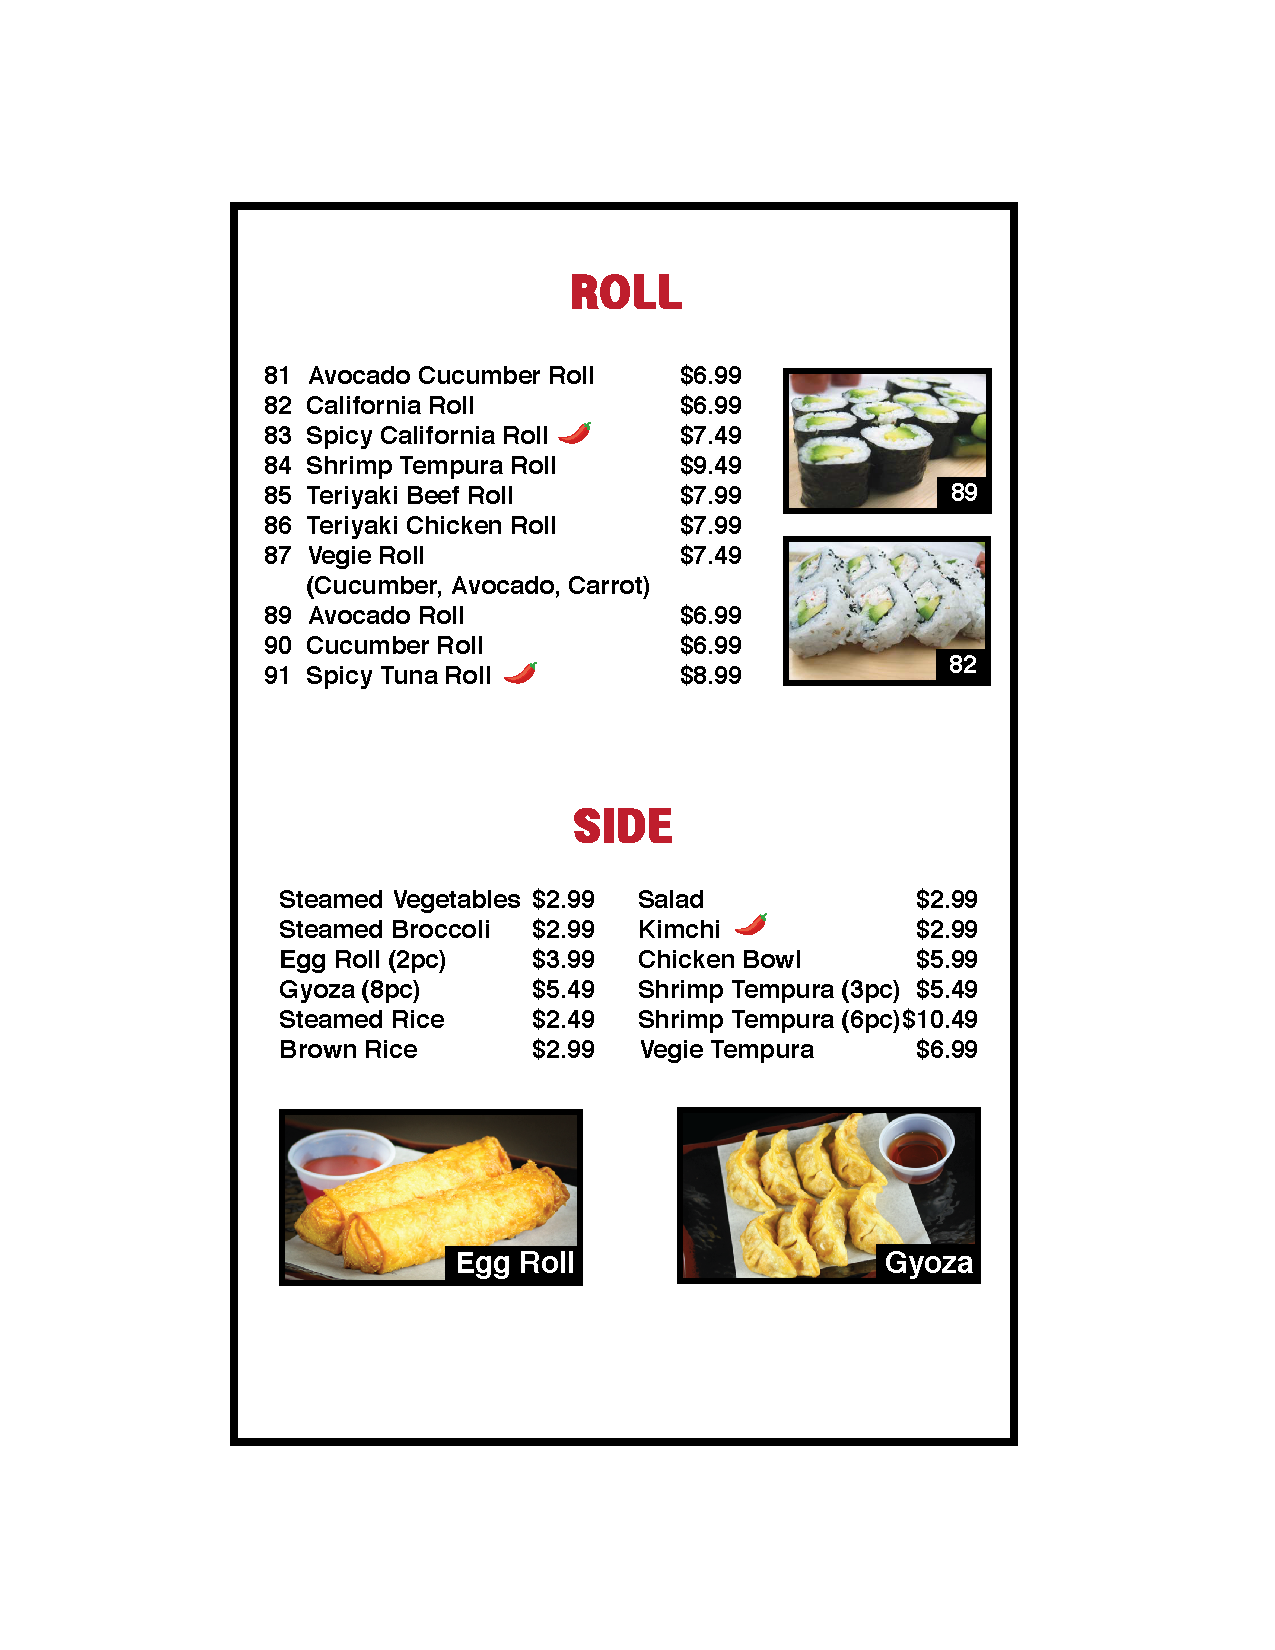 ROLL
81 Avocado Cucumber Roll $6.99
82 California Roll $6.99
83 Spicy California Roll $7.49
84 Shrimp Tempura Roll $9.49
85 Teriyaki Beef Roll $7.99
86 Teriyaki Chicken Roll $7.99
87 Vegie Roll $7.49
(Cucumber, Avocado, Carrot)
89 Avocado Roll $6.99
90 Cucumber Roll $6.99
91 Spicy Tuna Roll $8.99
89
82
SIDE
Steamed Vegetables $2.99
Steamed Broccoli $2.99
Egg Roll (2pc) $3.99
Gyoza (8pc) $5.49
Steamed Rice $2.49
Brown Rice $2.99
Salad $2.99
Kimchi $2.99
Chicken Bowl $5.99
Shrimp Tempura (3pc) $5.49
Shrimp Tempura (6pc)$10.49
Vegie Tempura $6.99
Egg Roll
Gyoza